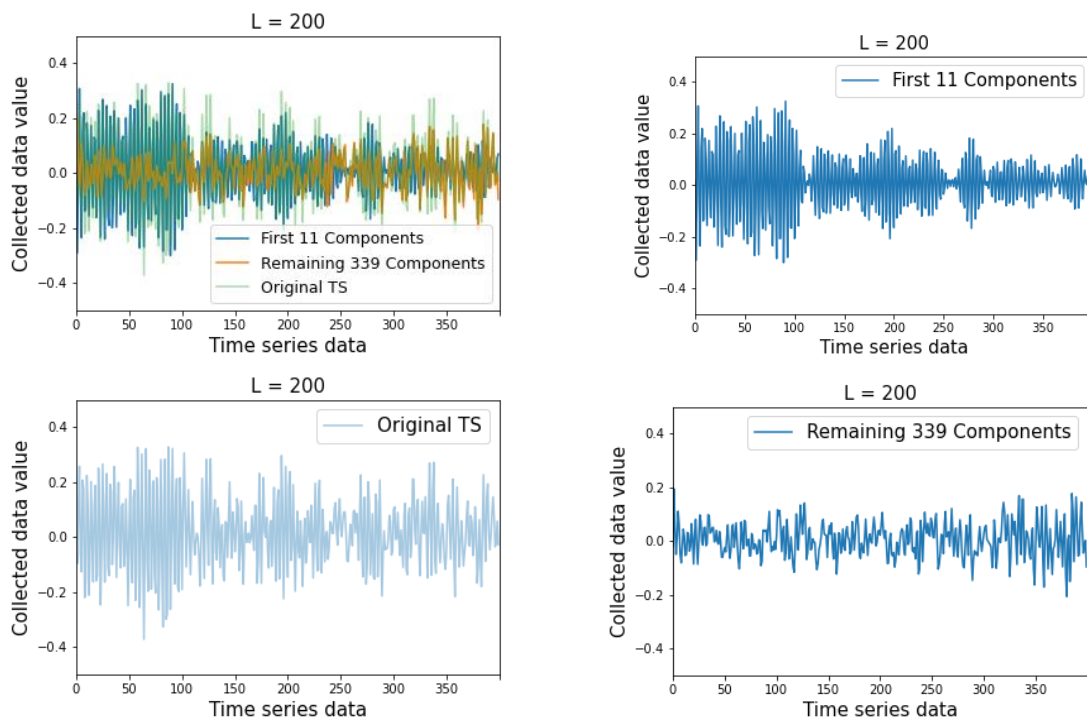 L = 200
Collected data value
0.4
0.2
0.0
−0.2
−0.4
First 11 Components
Remaining 339 Components
Original TS
0 50 100 150 200 250 300 350
Time series data
L = 200
Collected data value
0.4
0.2
0.0
−0.2
−0.4
First 11 Components
0 50 100 150 200 250 300 350
Time series data
L = 200
Collected data value
0.4
0.2
0.0
−0.2
−0.4
Original TS
0 50 100 150 200 250 300 350
Time series data
L = 200
Collected data value
0.4
0.2
0.0
−0.2
−0.4
Remaining 339 Components
0 50 100 150 200 250 300 350
Time series data